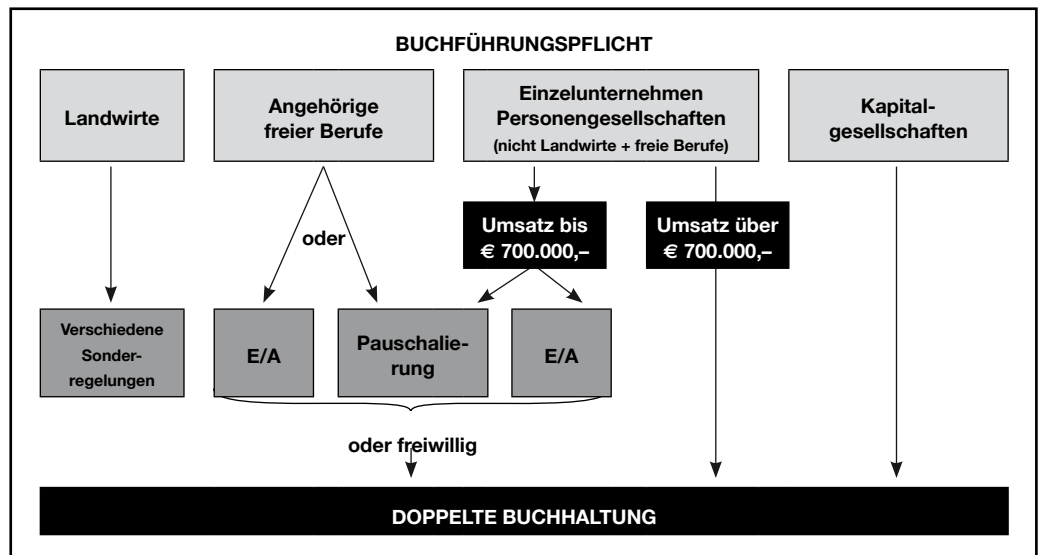 BUCHFÜHRUNGSPFLICHT
Landwirte
Angehörige
freier Berufe
Einzelunternehmen
Personengesellschaften
(nicht Landwirte + freie Berufe)
Kapital-
gesellschaften
oder
Umsatz bis
€ 700.000,–
Umsatz über
€ 700.000,–
Verschiedene
Sonder-
regelungen
E/A
Pauschalie-
rung
E/A
oder freiwillig
DOPPELTE BUCHHALTUNG